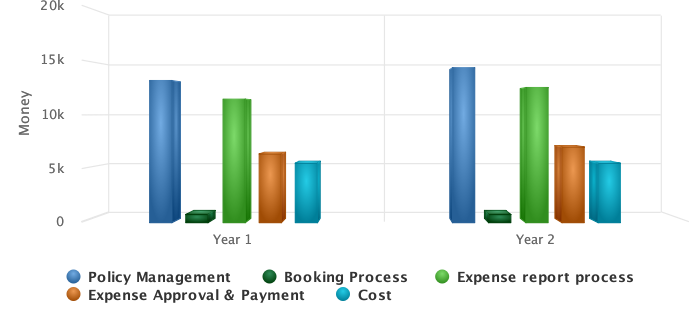 20k
15k
10k
5k
0
Money
Year 1
Year 2
Policy Management
Booking Process
Expense report process
Expense Approval & Payment
Cost